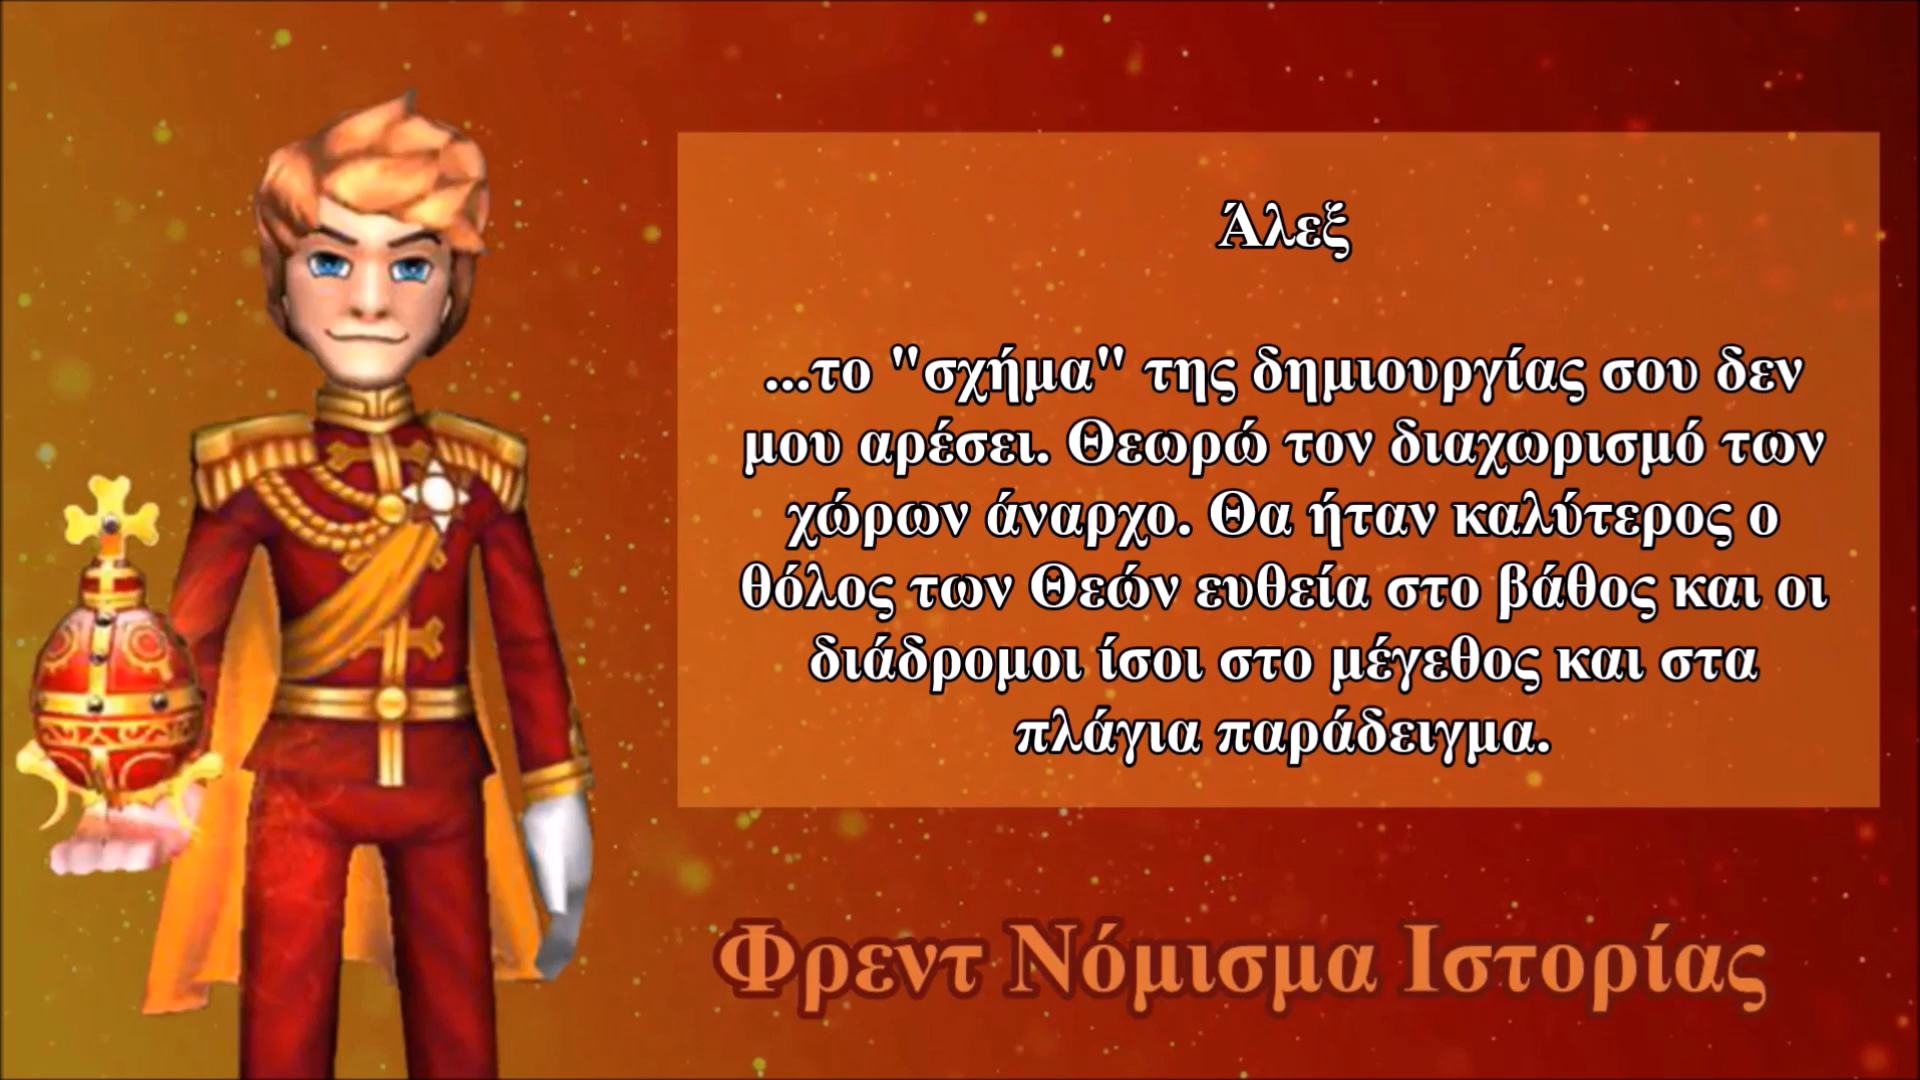 Άλεξ
...το "σχήμα" της δημιουργίας σου δεν
μου αρέσει. Θεωρώ τον διαχωρισμό των
χώρων άναρχο. Θα ήταν καλύτερος ο
θόλος των Θεών ευθεία στο βάθος και οι
διάδρομοι ίσοι στο μέγεθος και στα
πλάγια παράδειγμα.
Φρεντ Νόμισμα Ιστορίας